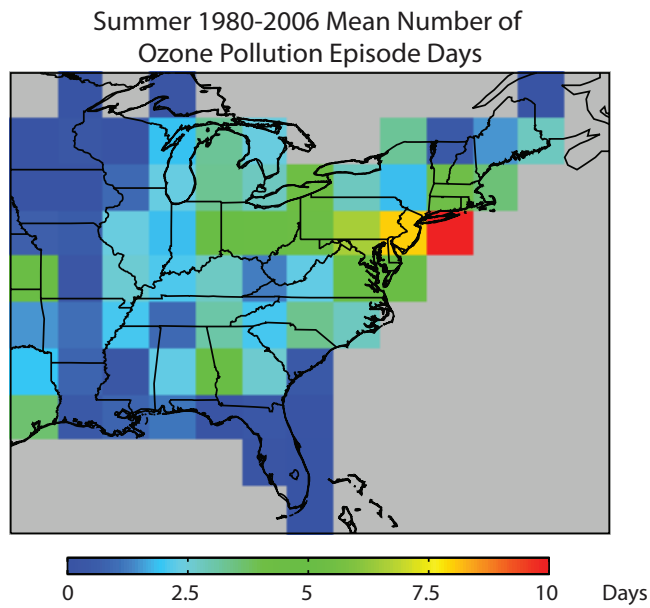 Summer 1980-2006 Mean Number of
Ozone Pollution Episode Days
0 2.5 5 7.5 10 Days